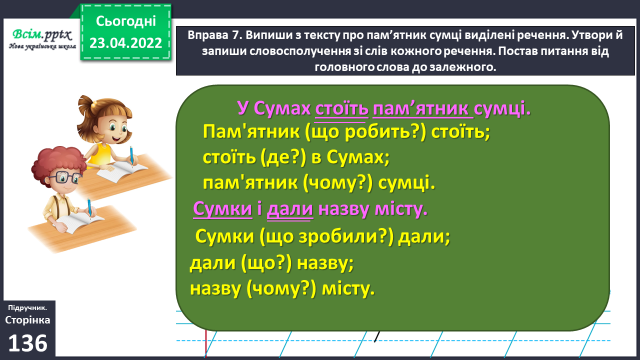 Всім.pptx
Нова українська школа
Сьогодні
23.04.2022
Вправа 7. Випиши з тексту про пам’ятник сумці виділені речення. Утвори й
запиши словосполучення зі слів кожного речення. Постав питання від
головного слова до залежного.
У Сумах стоїть пам’ятник сумці.
Пам'ятник (що робить?) стоїть;
стоїть (де?) в Сумах;
пам'ятник (чому?) сумці.
Сумки і дали назву місту.
Сумки (що зробили?) дали;
дали (що?) назву;
назву (чому?) місту.
Підручник.
Сторінка
136